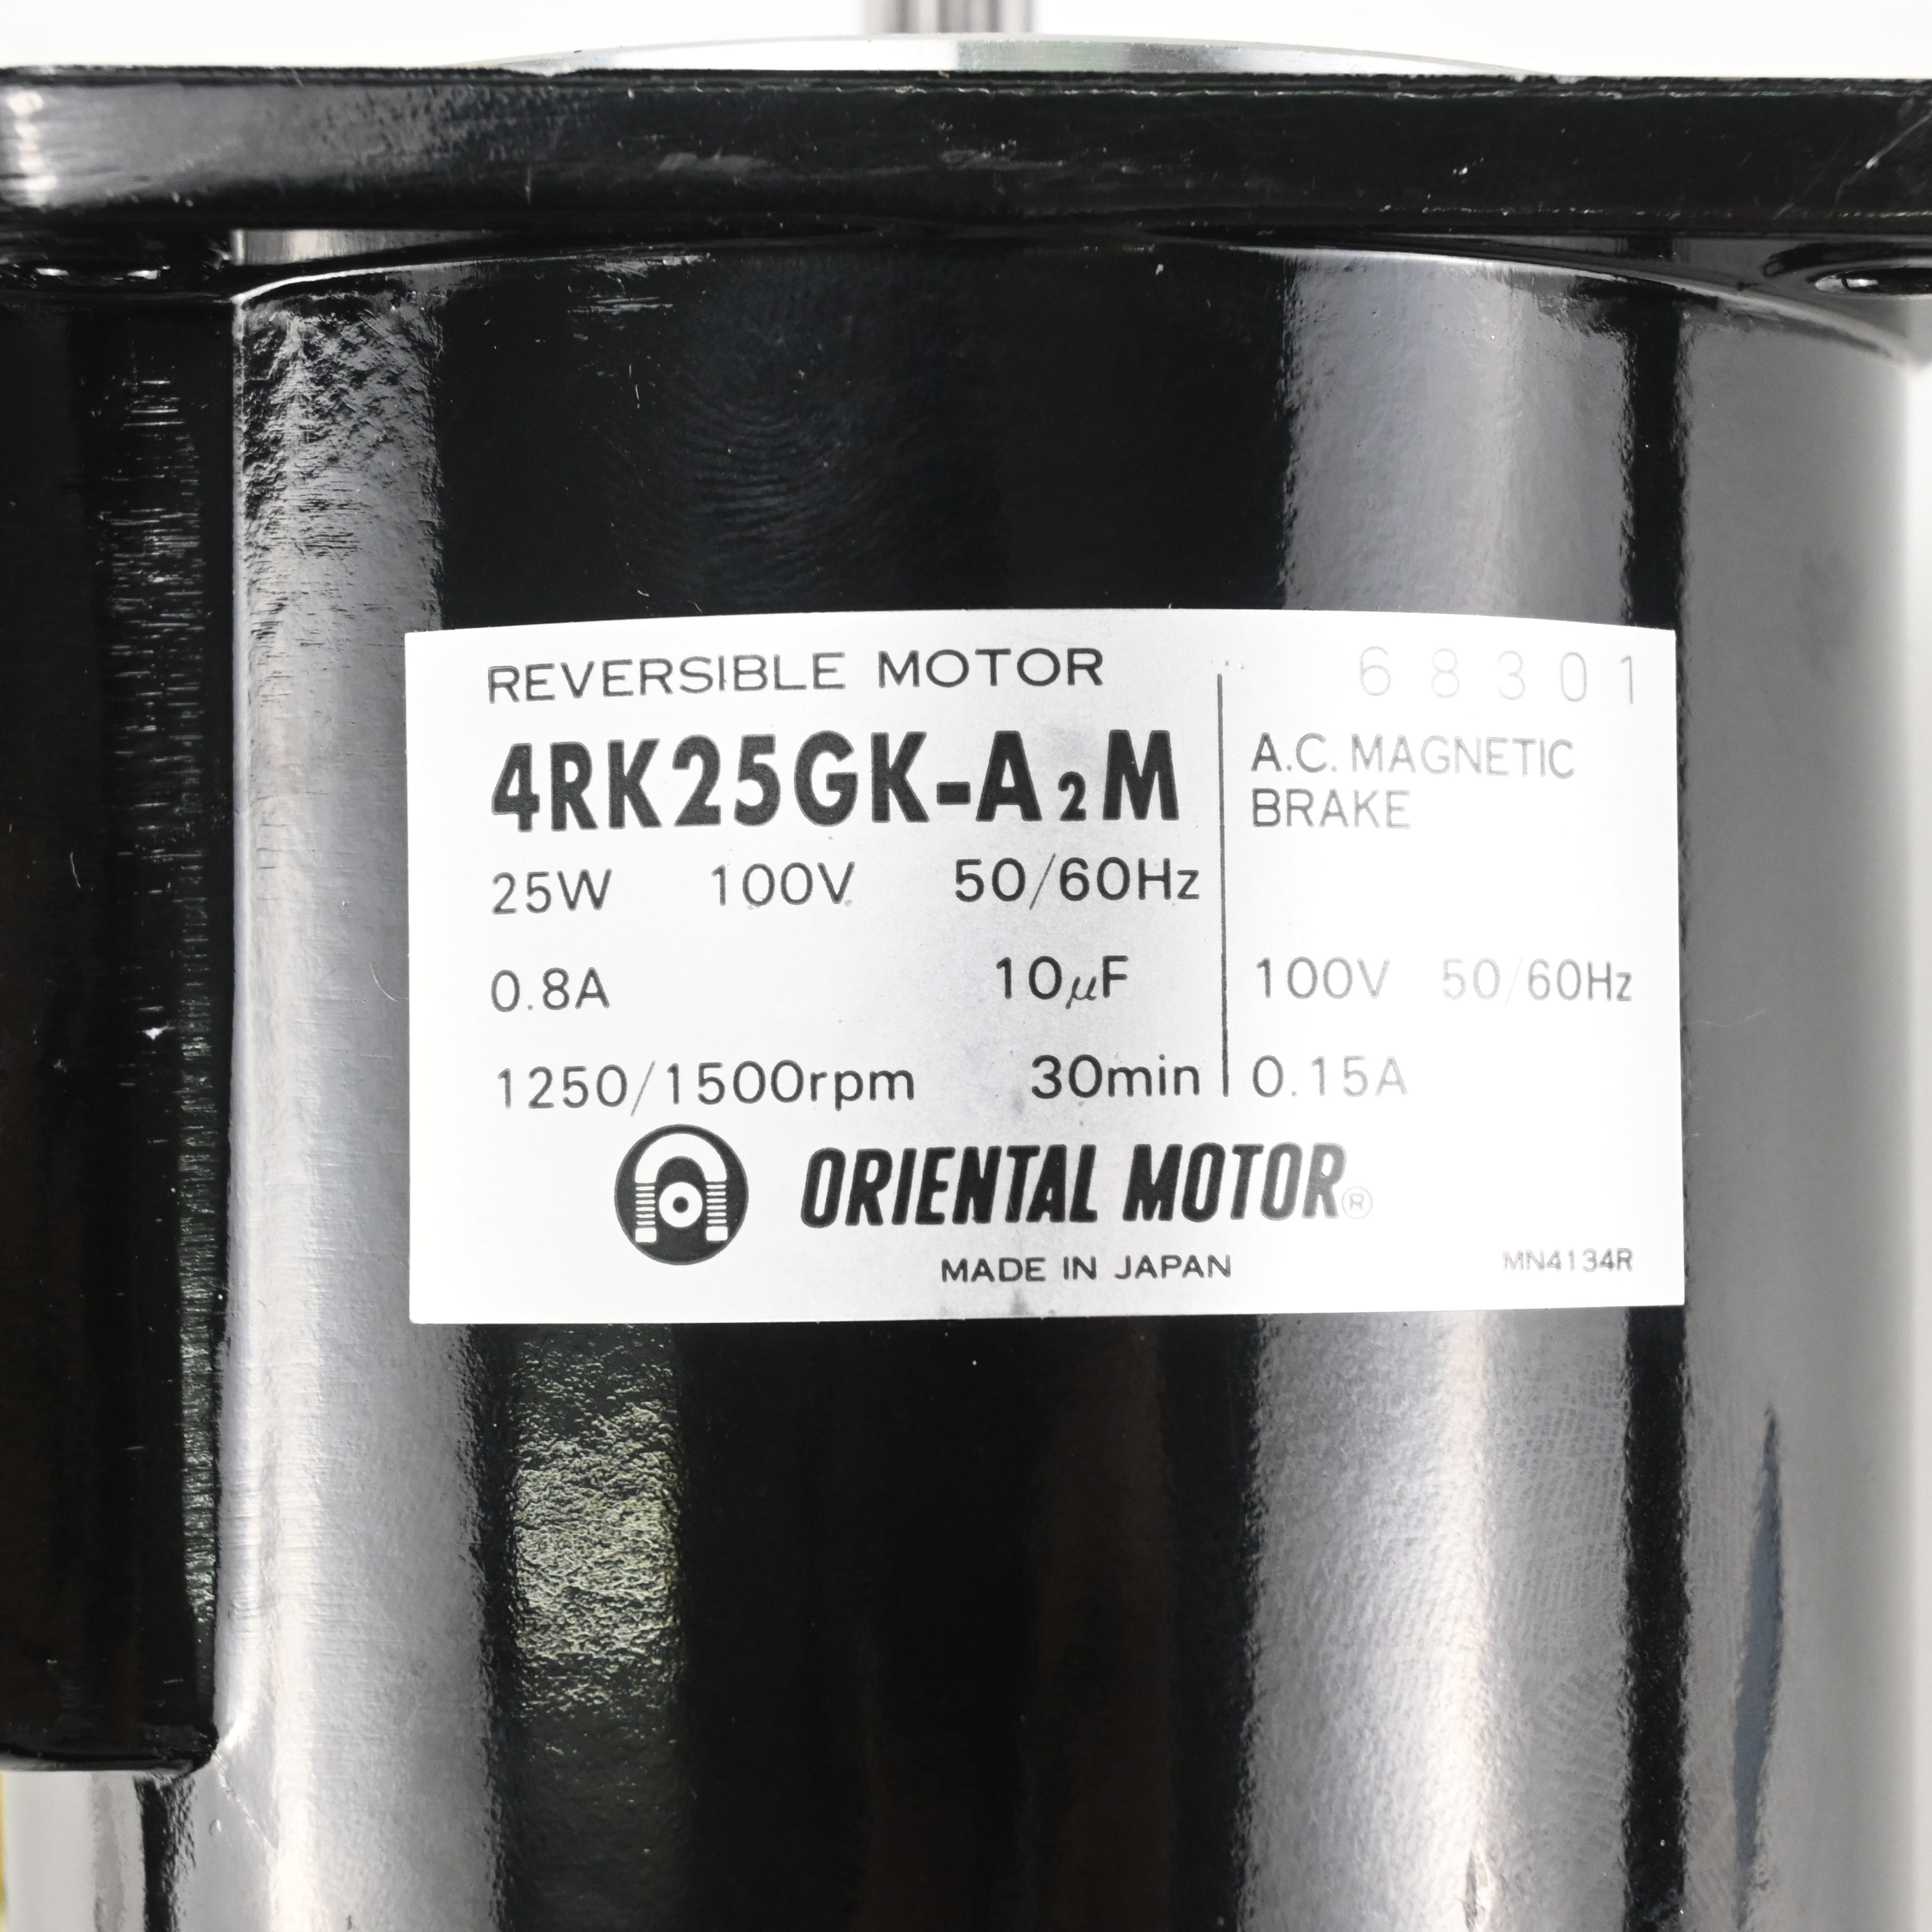 REVERSIBLE MOTOR
4RK25GK-A₂M
25W 100V 50/60Hz
0.8A 10μF
1250/1500rpm 30min
68301
A.C. MAGNETIC
BRAKE
100V 50/60Hz
0.15A
ORIENTAL MOTOR®
MADE IN JAPAN
MN4134R